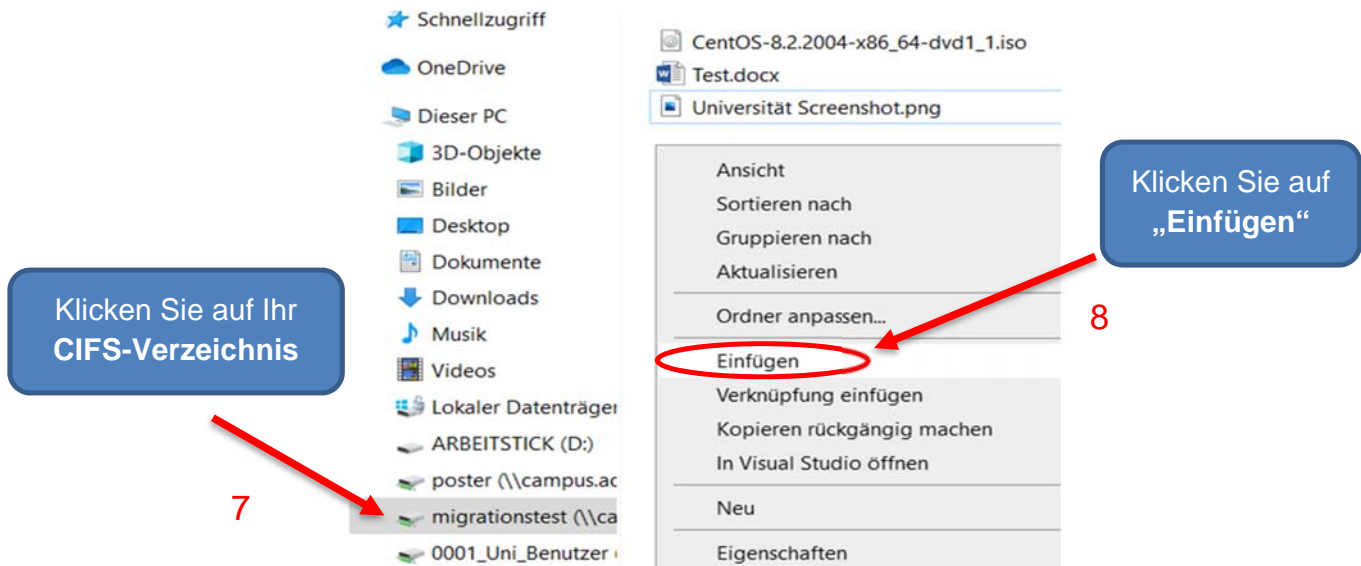 Schnellzugriff
OneDrive
Dieser PC
3D-Objekte
Bilder
Desktop
Dokumente
Downloads
Musik
Videos
Lokaler Datenträger
ARBEITSTICK (D:)
poster (\\campus.ac
migrationstest (\\ca
0001_Uni_Benutzer
Klicken Sie auf Ihr
CIFS-Verzeichnis
7
CentOS-8.2.2004-x86_64-dvd1_1.iso
Test.docx
Universität Screenshot.png
Ansicht
Sortieren nach
Gruppieren nach
Aktualisieren
Ordner anpassen...
Einfügen
Verknüpfung einfügen
Kopieren rückgängig machen
In Visual Studio öffnen
Neu
Eigenschaften
Klicken Sie auf
„Einfügen“
8